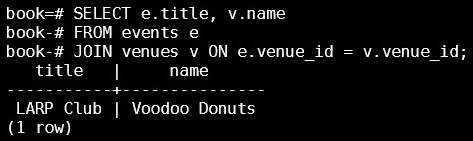 book=# SELECT e.title, v.name
book-# FROM events e
book-# JOIN venues v ON e.venue_id = v.venue_id;
   title   |     name
-----------+---------------
 LARP Club | Voodoo Donuts
(1 row)